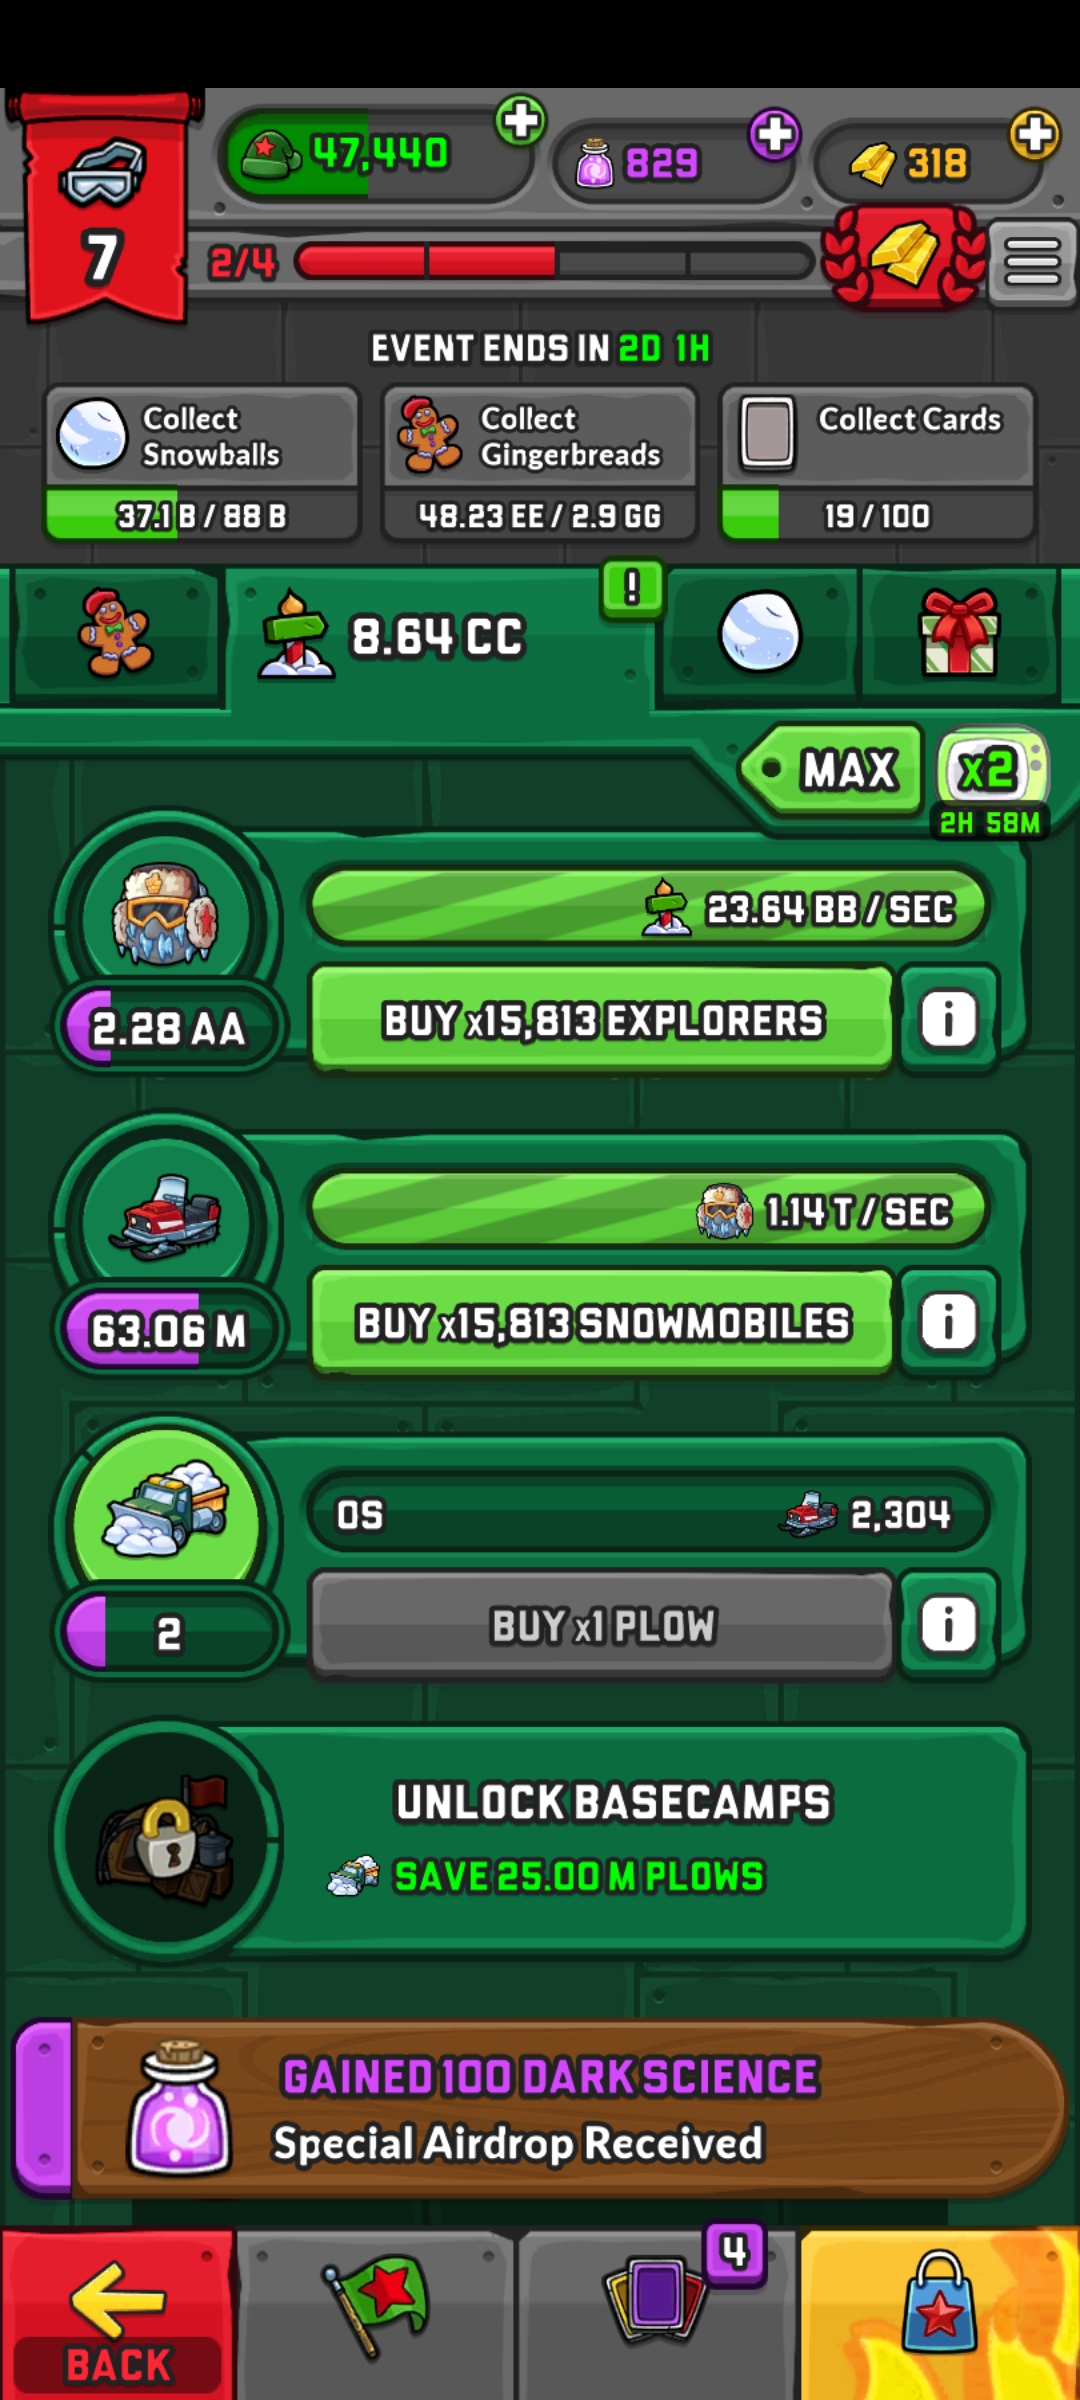 47,440
829
318
7
2/4
EVENT ENDS IN 2D 1H
Collect
Snowballs
37.1 B / 88 B
Collect
Gingerbreads
48.23 EE / 2.9 GG
Collect Cards
19 / 100
8.64 CC
!
MAX
x2
2H 58M
23.64 BB / SEC
2.28 AA
BUY x15,813 EXPLORERS
i
1.14 T / SEC
63.06 M
BUY x15,813 SNOWMOBILES
i
0S
2,304
2
BUY x1 PLOW
i
UNLOCK BASECAMPS
SAVE 25.00 M PLOWS
GAINED 100 DARK SCIENCE
Special Airdrop Received
4
BACK